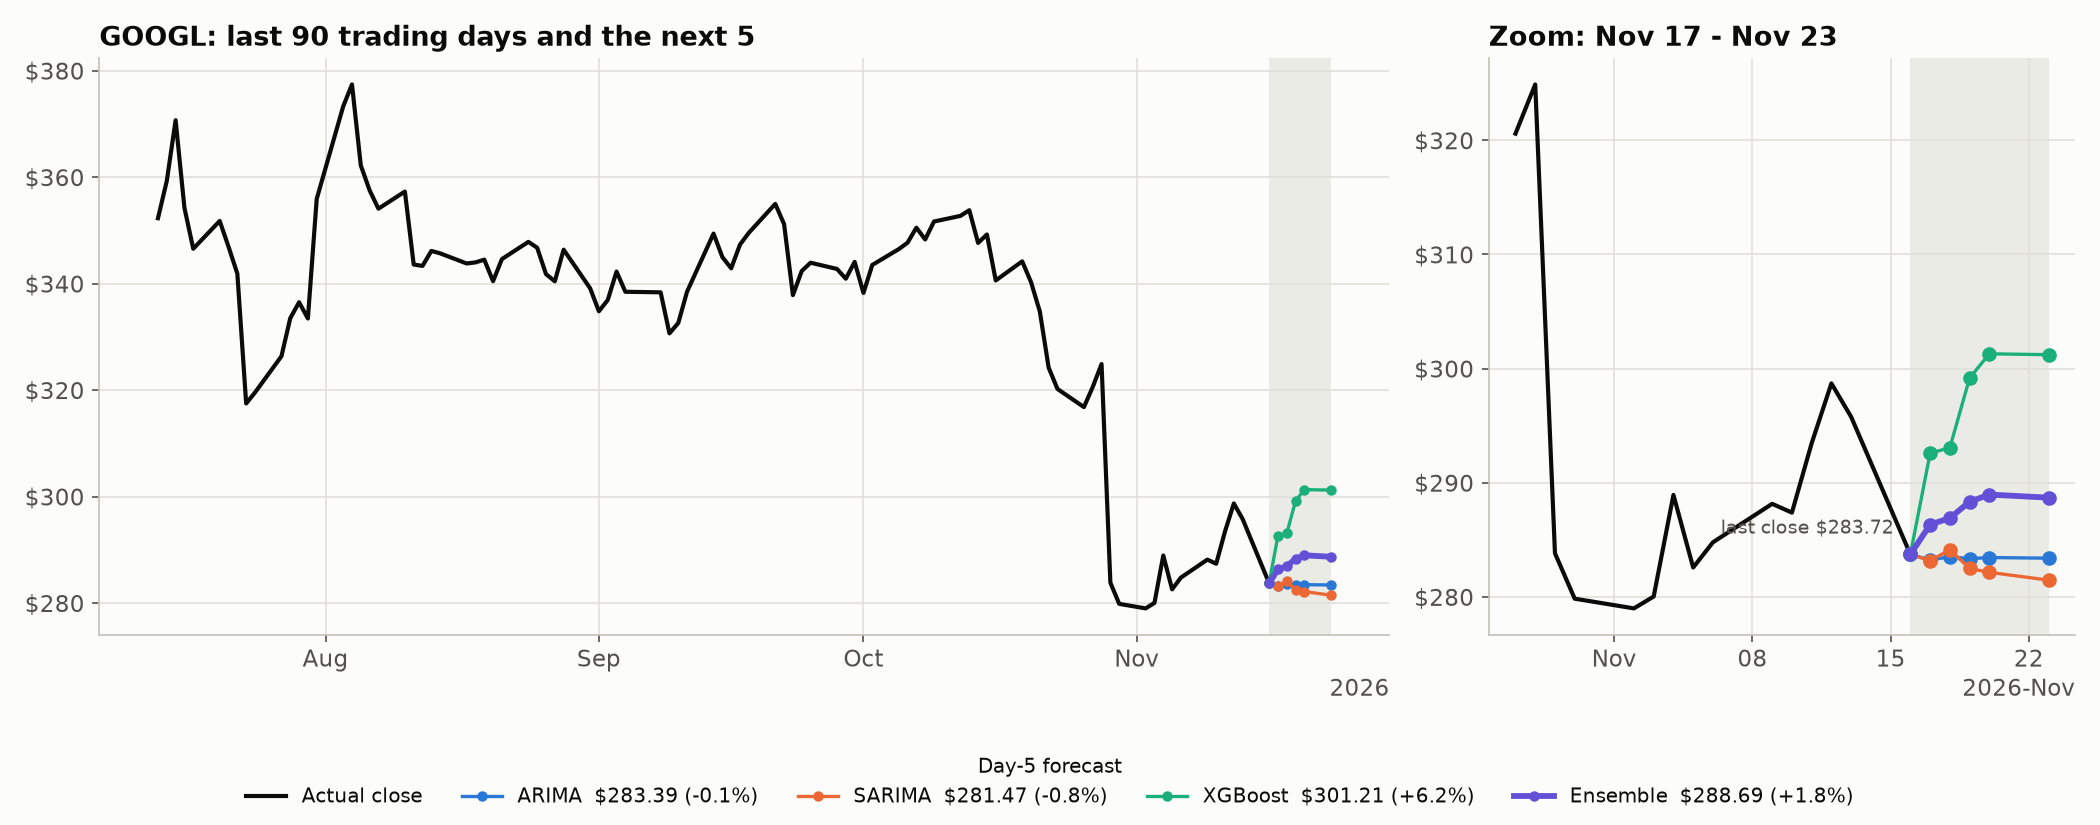 GOOGL: last 90 trading days and the next 5
$380
$360
$340
$320
$300
$280
Aug Sep Oct Nov
2026
Zoom: Nov 17 - Nov 23
$320
$310
$300
$290
$280
last close $283.72
Nov 08 15 22
2026-Nov
Day-5 forecast
Actual close ARIMA $283.39 (-0.1%) SARIMA $281.47 (-0.8%) XGBoost $301.21 (+6.2%) Ensemble $288.69 (+1.8%)